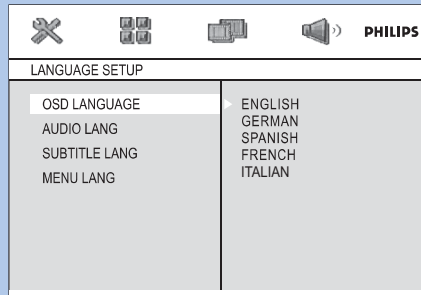 PHILIPS
LANGUAGE SETUP
OSD LANGUAGE
AUDIO LANG
SUBTITLE LANG
MENU LANG
ENGLISH
GERMAN
SPANISH
FRENCH
ITALIAN